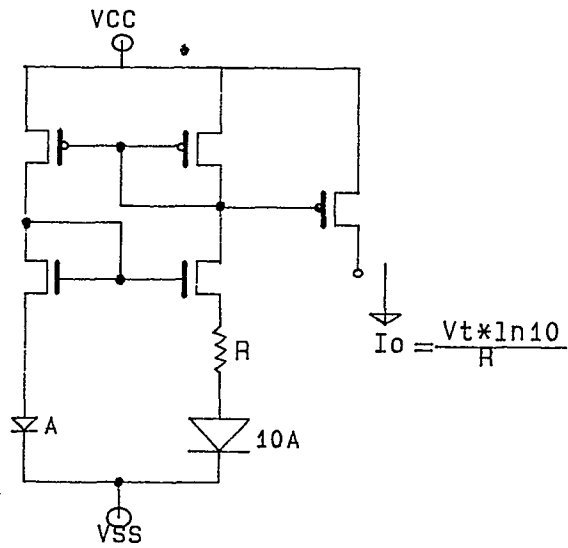 VCC
R
A
10A
VSS
Io = Vt*ln10
R